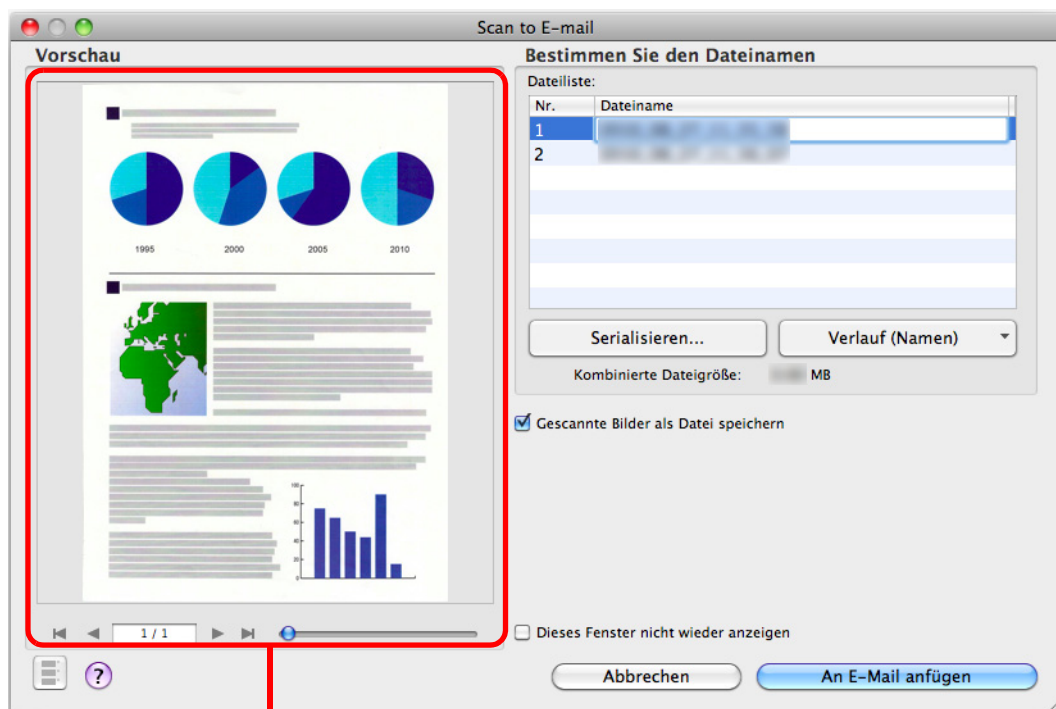 Scan to E-mail
Vorschau
1995 2000 2005 2010
1 / 1
?
Bestimmen Sie den Dateinamen
Dateiliste:
Nr. Dateiname
1
2
Serialisieren...
Verlauf (Namen)
Kombinierte Dateigröße: MB
Gescannte Bilder als Datei speichern
Dieses Fenster nicht wieder anzeigen
Abbrechen
An E-Mail anfügen